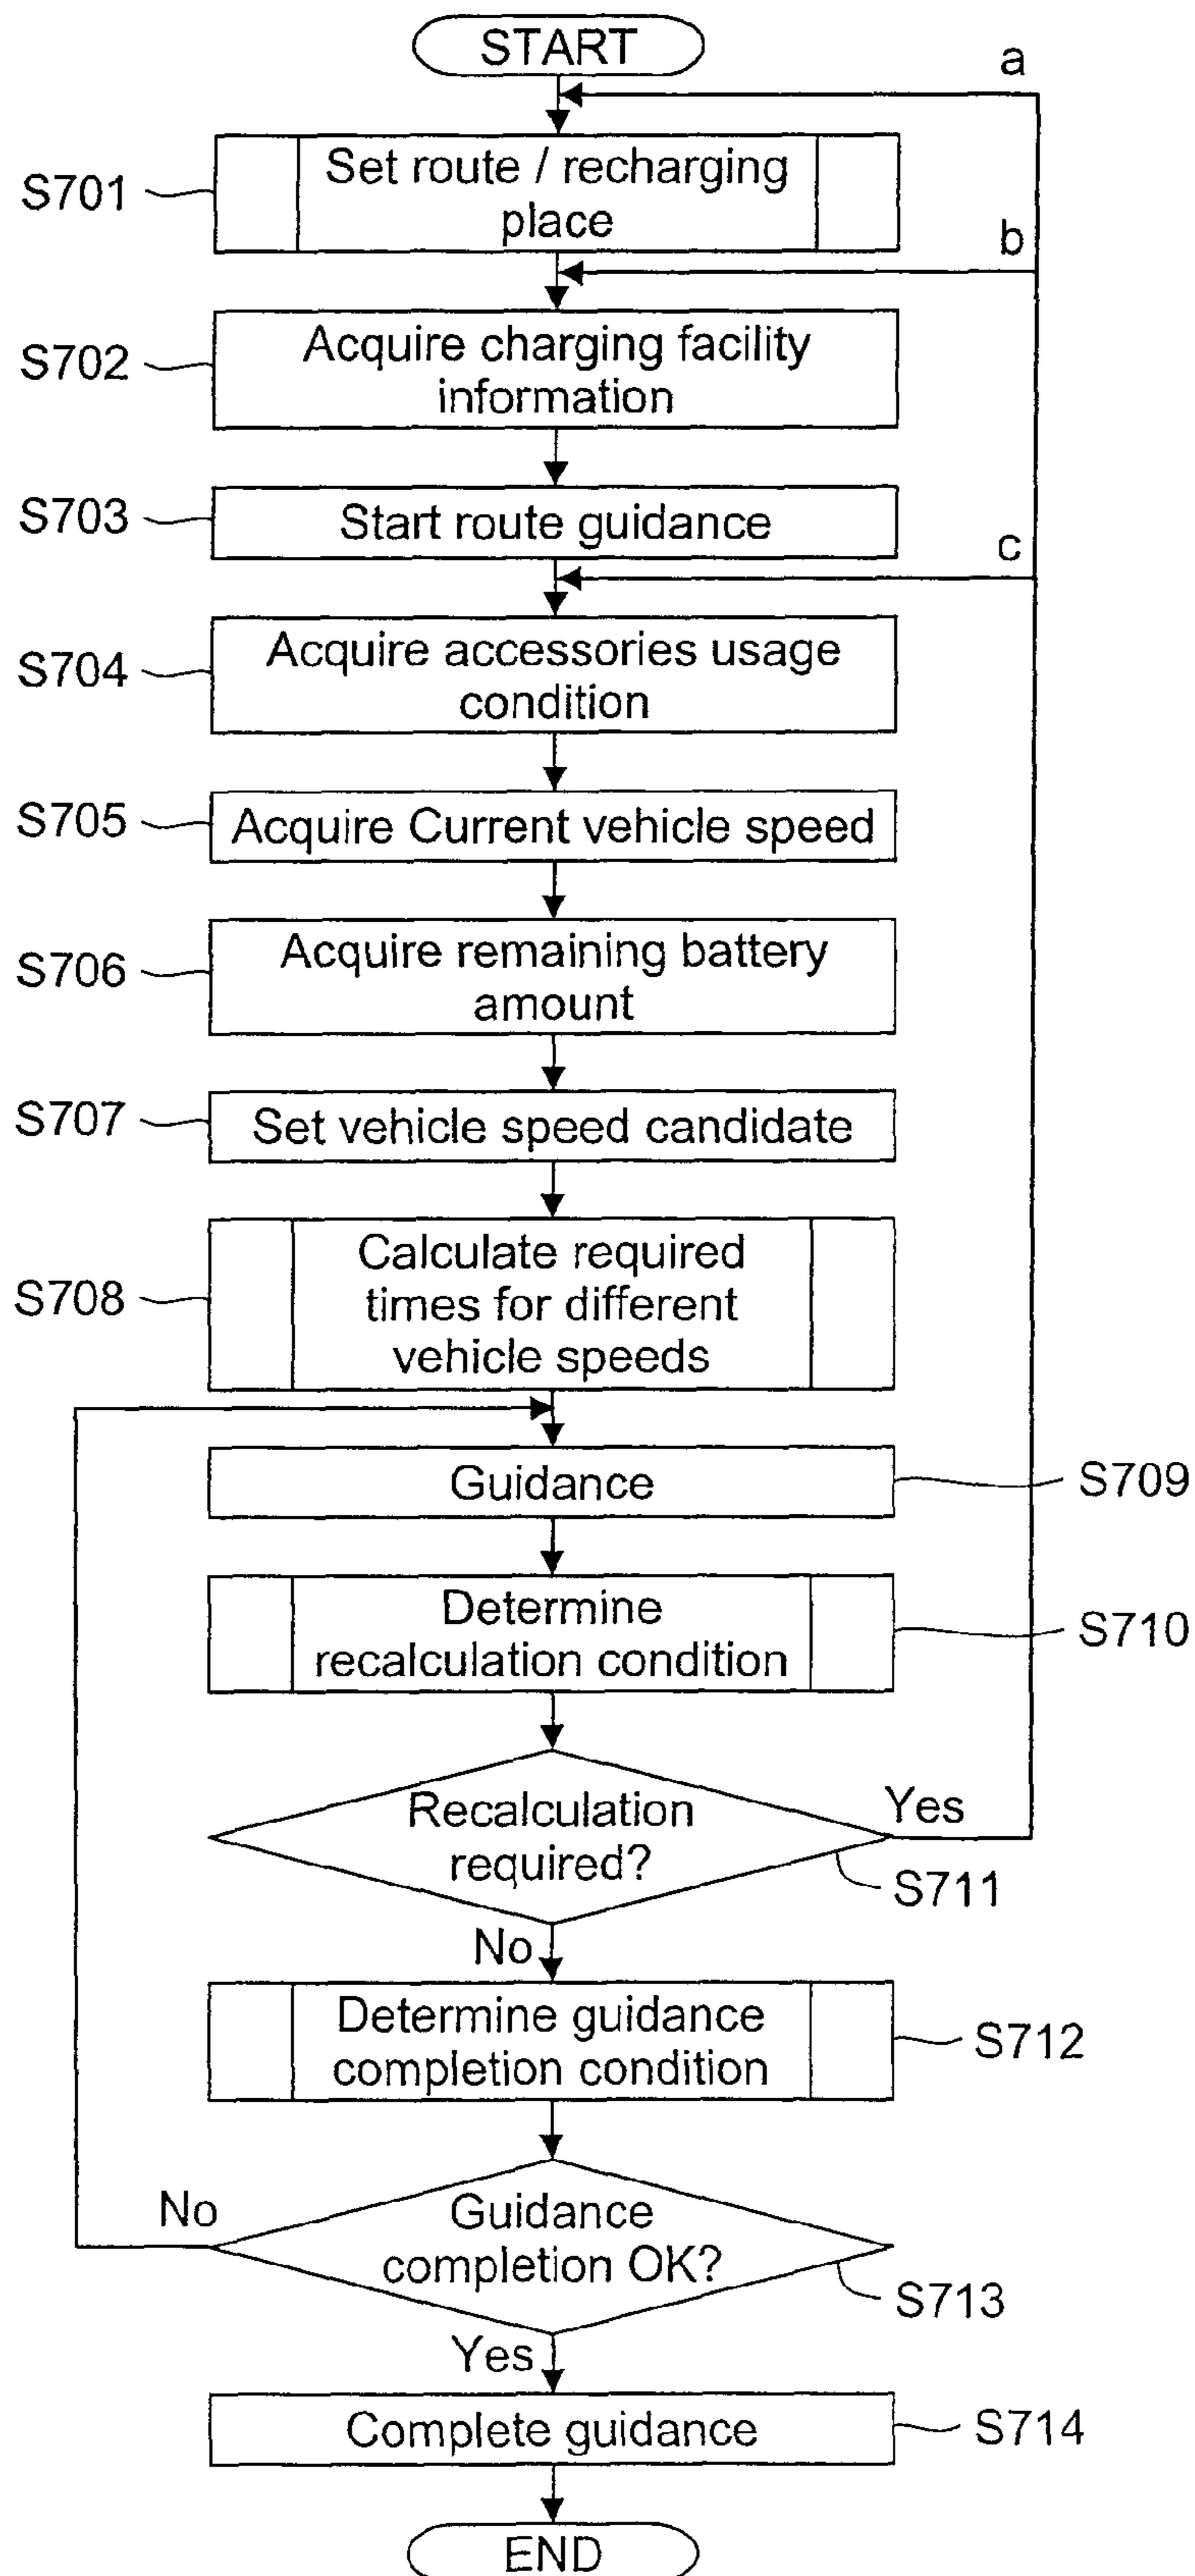 START
a
S701
Set route / recharging
place
b
S702
Acquire charging facility
information
S703
Start route guidance
c
S704
Acquire accessories usage
condition
S705
Acquire Current vehicle speed
S706
Acquire remaining battery
amount
S707
Set vehicle speed candidate
S708
Calculate required
times for different
vehicle speeds
Guidance
S709
Determine
recalculation condition
S710
Recalculation
required?
Yes
S711
No
Determine guidance
completion condition
S712
No
Guidance
completion OK?
S713
Yes
Complete guidance
S714
END